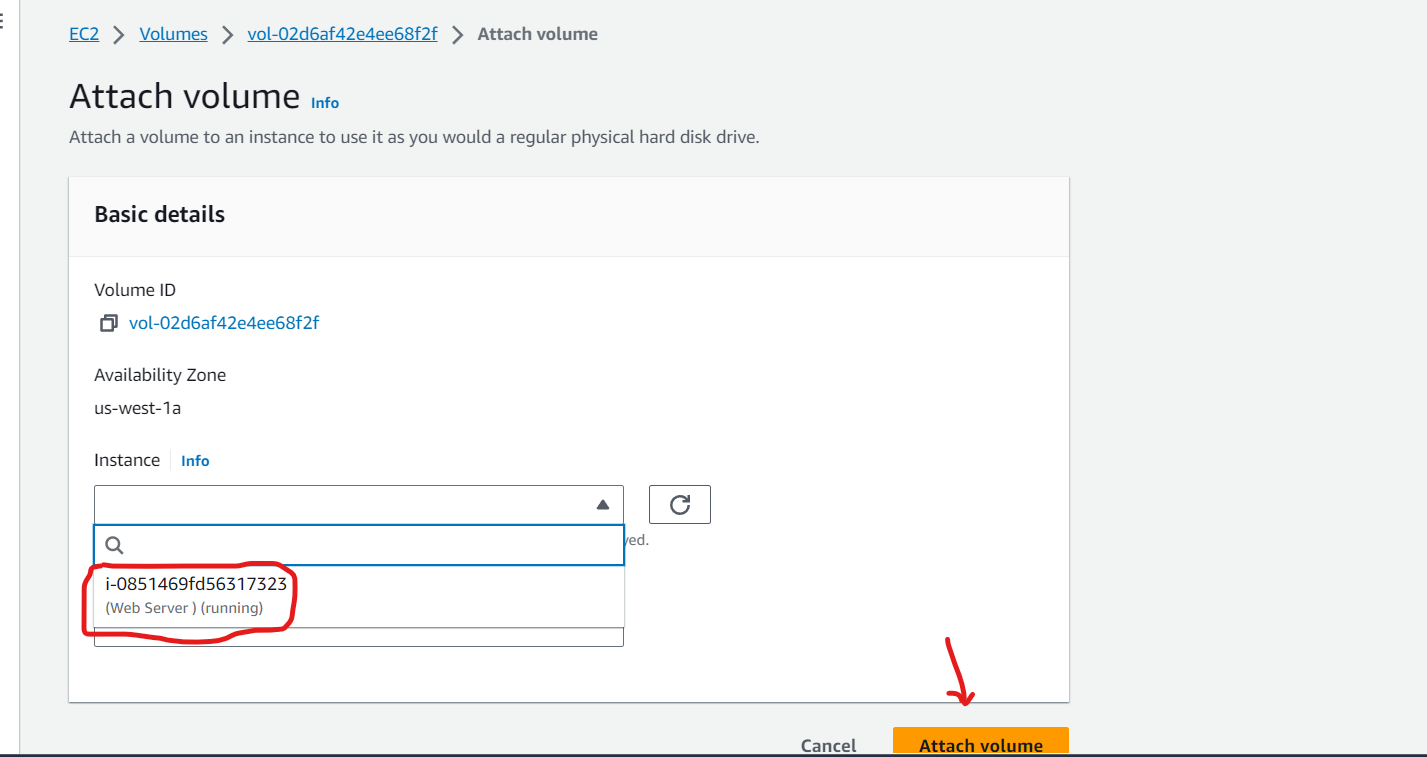 EC2 > Volumes > vol-02d6af42e4ee68f2f > Attach volume
Attach volume Info
Attach a volume to an instance to use it as you would a regular physical hard disk drive.
Basic details
Volume ID
vol-02d6af42e4ee68f2f
Availability Zone
us-west-1a
Instance Info
i-0851469fd56317323
(Web Server ) (running)
Cancel Attach volume